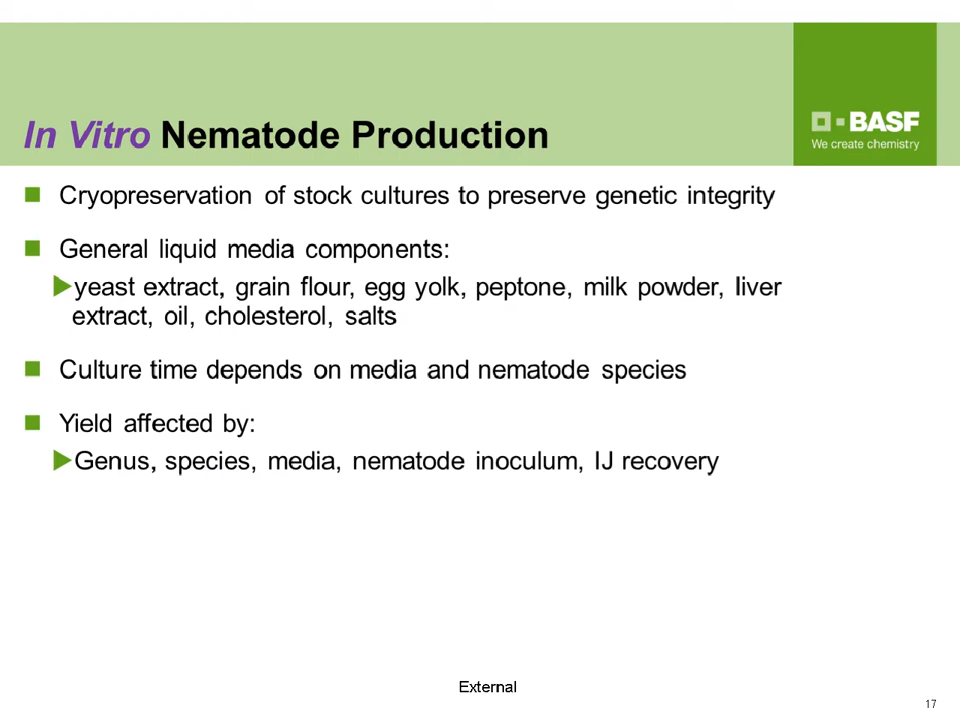 In Vitro Nematode Production
BASF
We create chemistry
Cryopreservation of stock cultures to preserve genetic integrity
General liquid media components:
yeast extract, grain flour, egg yolk, peptone, milk powder, liver
extract, oil, cholesterol, salts
Culture time depends on media and nematode species
Yield affected by:
Genus, species, media, nematode inoculum, IJ recovery
External
17